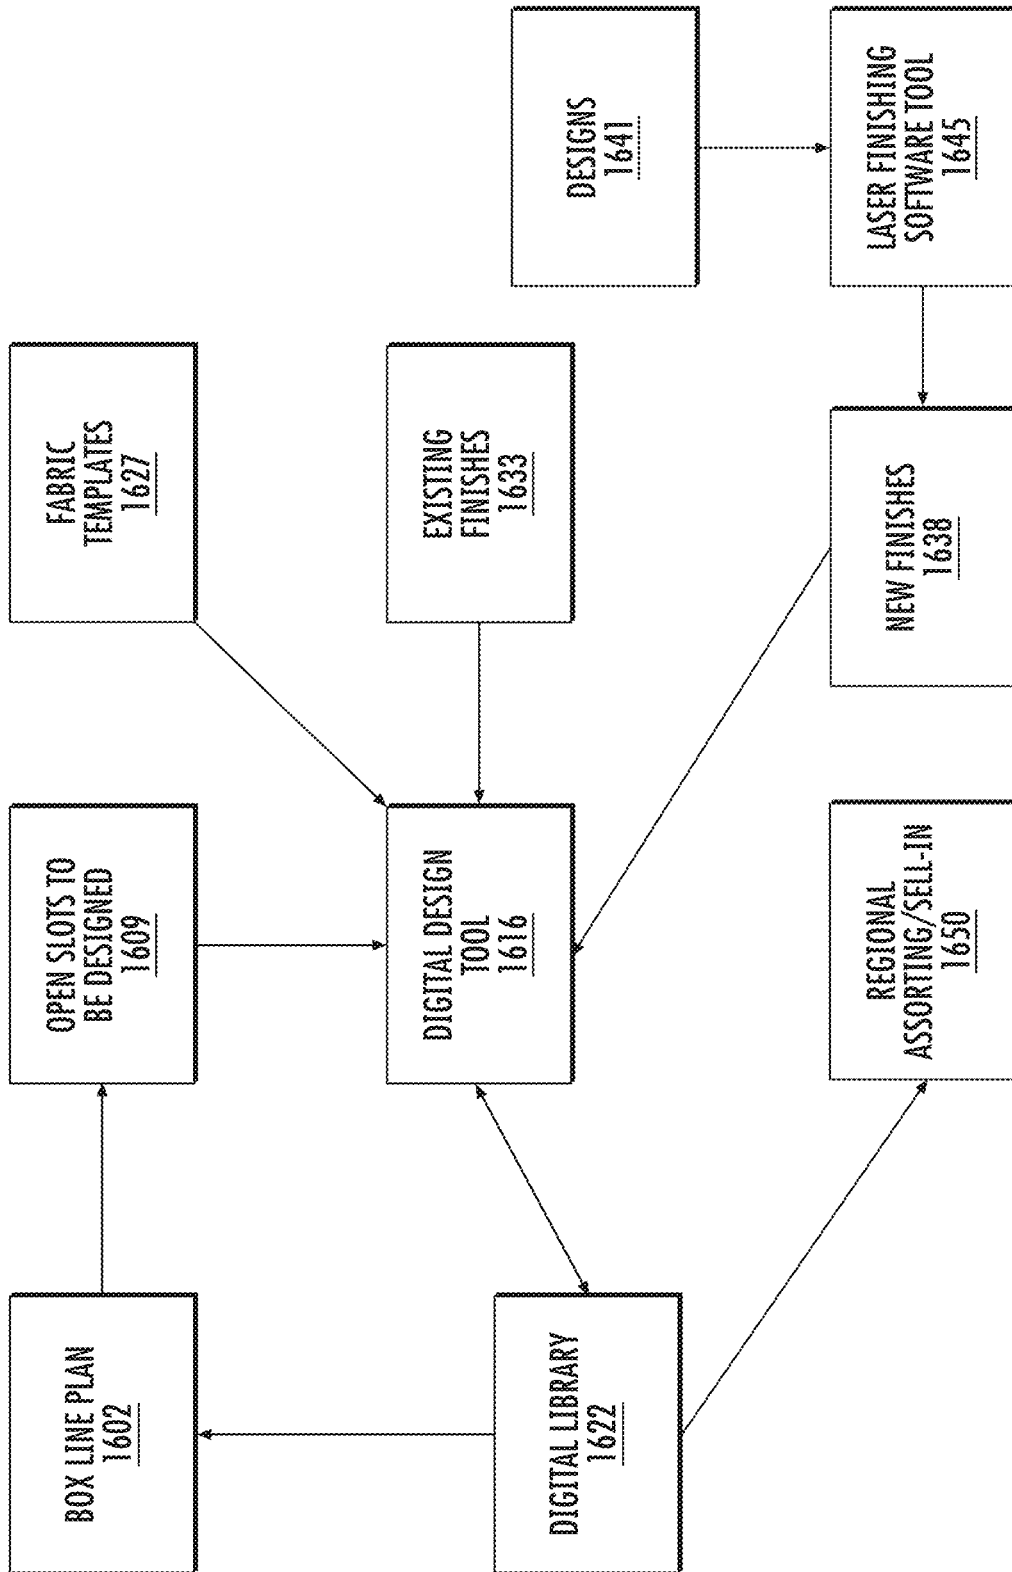 BOX LINE PLAN
1602
OPEN SLOTS TO
BE DESIGNED
1609
FABRIC
TEMPLATES
1627
DIGITAL LIBRARY
1622
DIGITAL DESIGN
TOOL
1616
EXISTING
FINISHES
1633
DESIGNS
1641
REGIONAL
ASSORTING/SELL-IN
1650
NEW FINISHES
1638
LASER FINISHING
SOFTWARE TOOL
1645